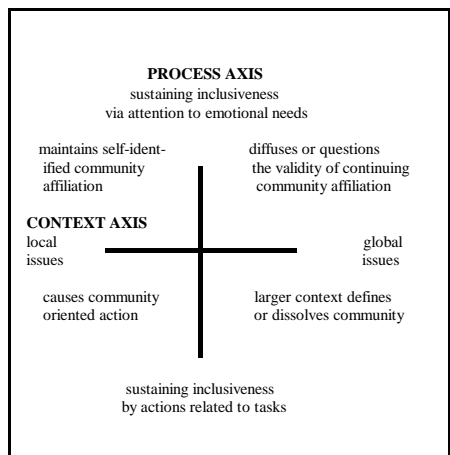 PROCESS AXIS
sustaining inclusiveness
via attention to emotional needs
maintains self-ident-
ified community
affiliation
diffuses or questions
the validity of continuing
community affiliation
CONTEXT AXIS
local
issues
global
issues
causes community
oriented action
larger context defines
or dissolves community
sustaining inclusiveness
by actions related to tasks